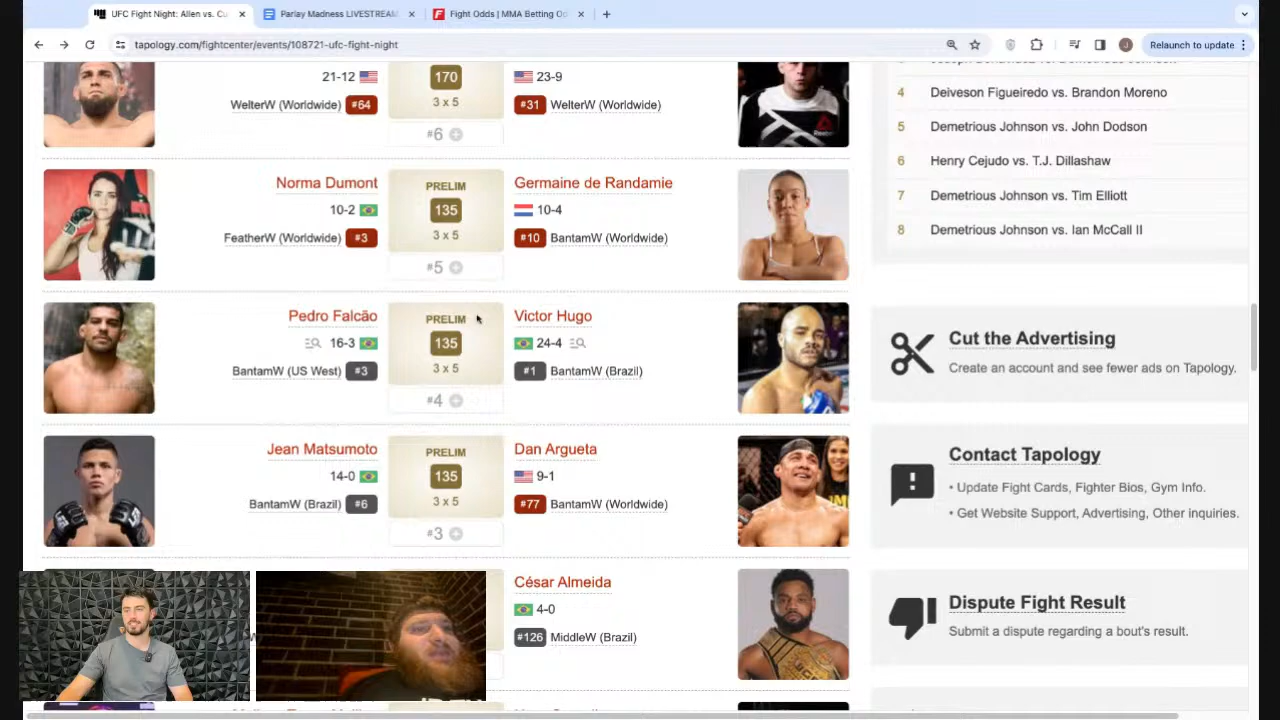 UFC Fight Night: Allen vs. Cu
Parlay Madness LIVESTREAM
Fight Odds | MMA Betting Od
tapology.com/fightcenter/events/108721-ufc-fight-night
Relaunch to update
21-12
170
23-9
WelterW (Worldwide) #64
3 x 5
#31 WelterW (Worldwide)
#6
4 Deiveson Figueiredo vs. Brandon Moreno
5 Demetrious Johnson vs. John Dodson
6 Henry Cejudo vs. T.J. Dillashaw
7 Demetrious Johnson vs. Tim Elliott
8 Demetrious Johnson vs. Ian McCall II
Norma Dumont
PRELIM
Germaine de Randamie
10-2
135
10-4
FeatherW (Worldwide) #3
3 x 5
#10 BantamW (Worldwide)
#5
Pedro Falcão
PRELIM
Victor Hugo
16-3
135
24-4
BantamW (US West) #3
3 x 5
#1 BantamW (Brazil)
#4
Cut the Advertising
Create an account and see fewer ads on Tapology.
Jean Matsumoto
PRELIM
Dan Argueta
14-0
135
9-1
BantamW (Brazil) #6
3 x 5
#77 BantamW (Worldwide)
#3
Contact Tapology
• Update Fight Cards, Fighter Bios, Gym Info.
• Get Website Support, Advertising, Other inquiries.
César Almeida
4-0
#126 MiddleW (Brazil)
Dispute Fight Result
Submit a dispute regarding a bout's result.